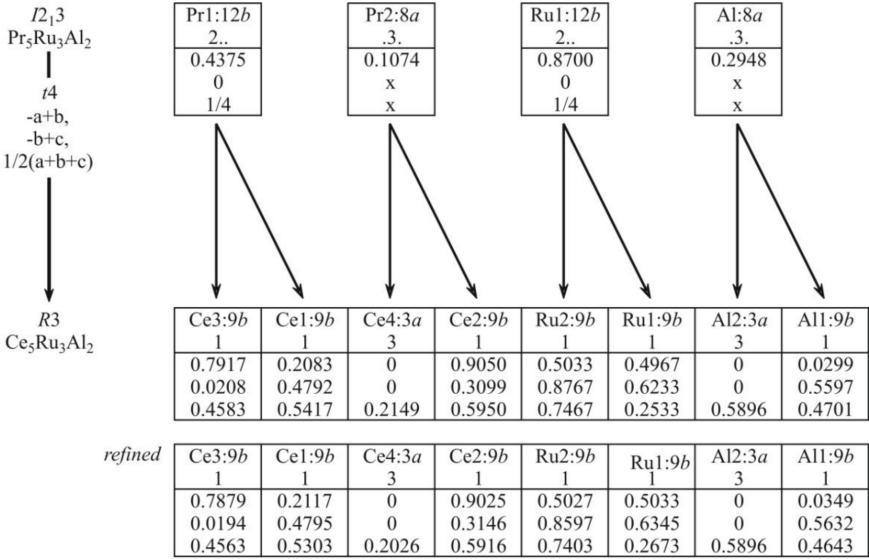 I2₁3 Pr1:12b Pr2:8a Ru1:12b Al:8a
Pr₅Ru₃Al₂ 2.. .3. 2.. .3.
0.4375 0.1074 0.8700 0.2948
0 x 0 x
1/4 x 1/4 x
t4
-a+b,
-b+c,
1/2(a+b+c)
R3 Ce3:9b Ce1:9b Ce4:3a Ce2:9b Ru2:9b Ru1:9b Al2:3a Al1:9b
Ce₅Ru₃Al₂ 1 1 3 1 1 1 3 1
0.7917 0.2083 0 0.9050 0.5033 0.4967 0 0.0299
0.0208 0.4792 0 0.3099 0.8767 0.6233 0 0.5597
0.4583 0.5417 0.2149 0.5950 0.7467 0.2533 0.5896 0.4701
refined Ce3:9b Ce1:9b Ce4:3a Ce2:9b Ru2:9b Ru1:9b Al2:3a Al1:9b
1 1 3 1 1 1 3 1
0.7879 0.2117 0 0.9025 0.5027 0.5033 0 0.0349
0.0194 0.4795 0 0.3146 0.8597 0.6345 0 0.5632
0.4563 0.5303 0.2026 0.5916 0.7403 0.2673 0.5896 0.4643